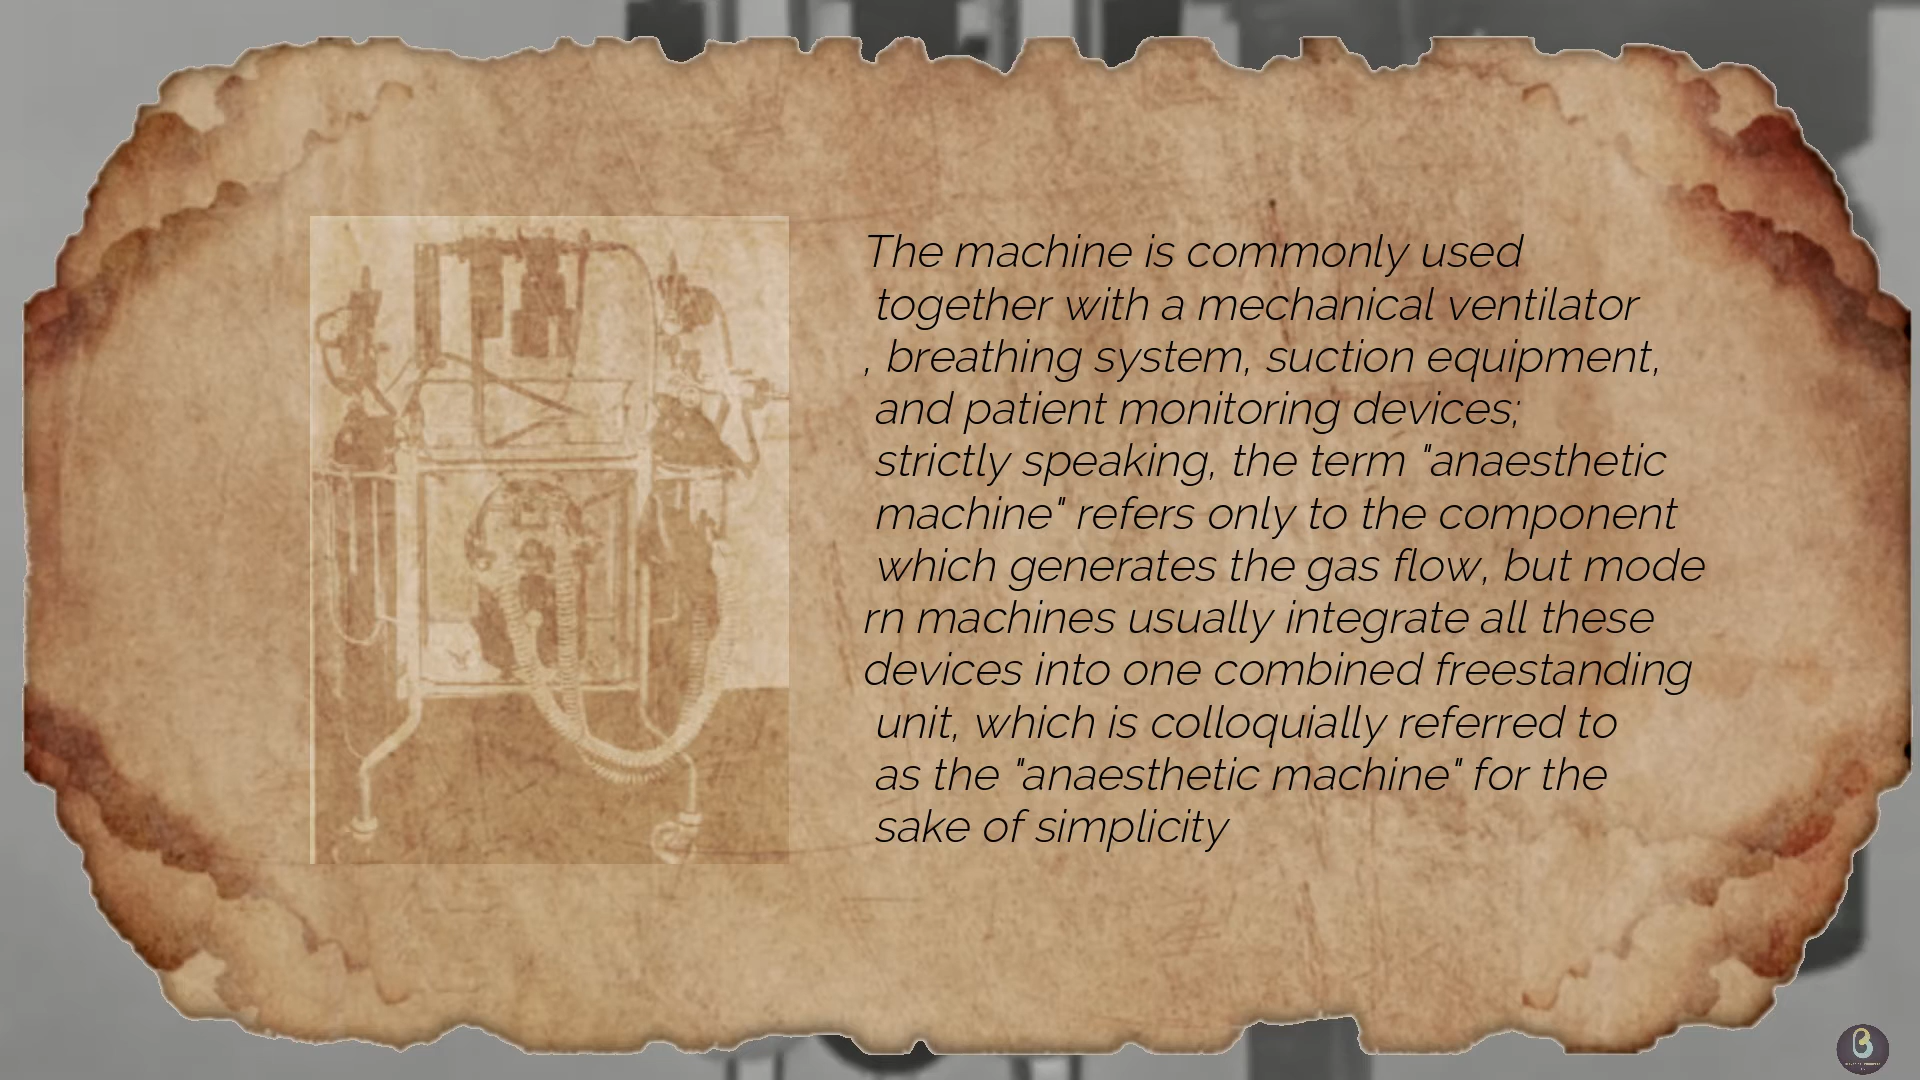 The machine is commonly used
together with a mechanical ventilator
, breathing system, suction equipment,
and patient monitoring devices;
strictly speaking, the term "anaesthetic
machine" refers only to the component
which generates the gas flow, but mode
rn machines usually integrate all these
devices into one combined freestanding
unit, which is colloquially referred to
as the "anaesthetic machine" for the
sake of simplicity